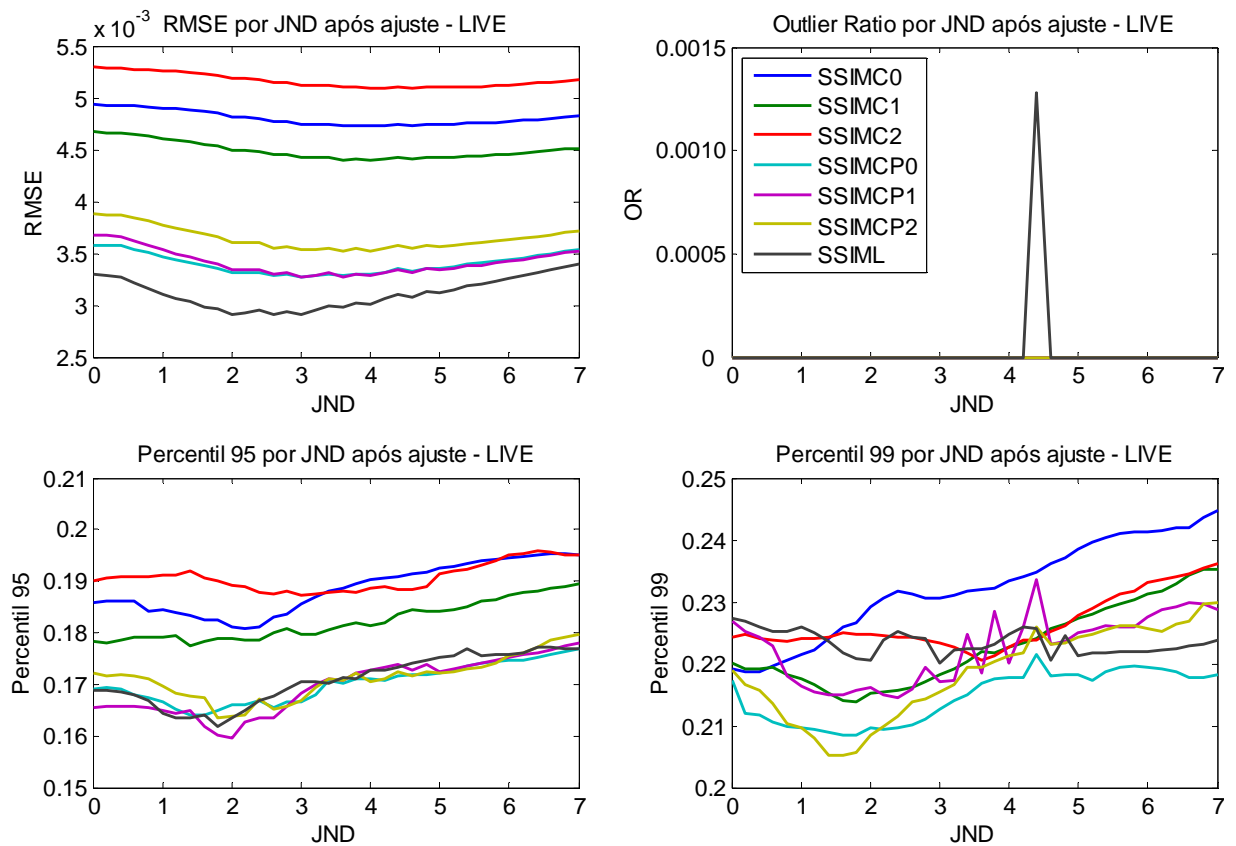 x 10-3
RMSE por JND após ajuste - LIVE
5.5
5
4.5
4
3.5
3
2.5
RMSE
0 1 2 3 4 5 6 7
JND
Outlier Ratio por JND após ajuste - LIVE
0.0015
0.0010
0.0005
0
OR
SSIMC0
SSIMC1
SSIMC2
SSIMCP0
SSIMCP1
SSIMCP2
SSIML
0 1 2 3 4 5 6 7
JND
Percentil 95 por JND após ajuste - LIVE
0.21
0.2
0.19
0.18
0.17
0.16
0.15
Percentil 95
0 1 2 3 4 5 6 7
JND
Percentil 99 por JND após ajuste - LIVE
0.25
0.24
0.23
0.22
0.21
0.2
Percentil 99
0 1 2 3 4 5 6 7
JND